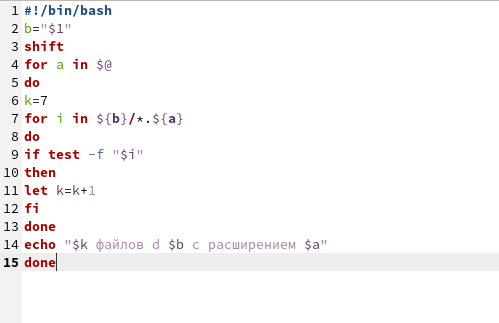 1 #!/bin/bash
2 b="$1"
3 shift
4 for a in $@
5 do
6 k=7
7 for i in ${b}/*.${a}
8 do
9 if test -f "$i"
10 then
11 let k=k+1
12 fi
13 done
14 echo "$k файлов d $b с расширением $a"
15 done